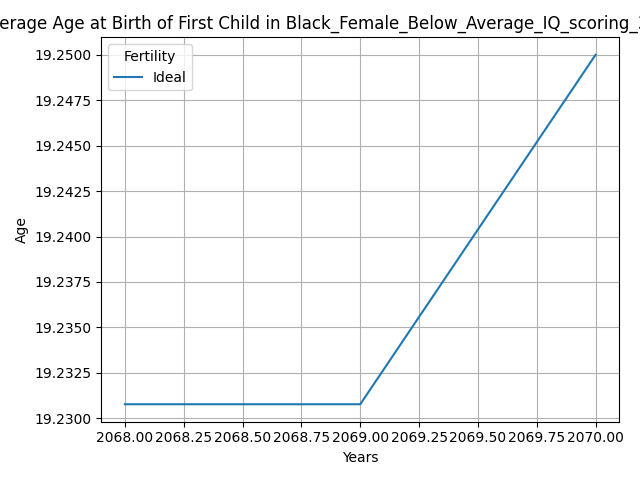 erage Age at Birth of First Child in Black_Female_Below_Average_IQ_scoring_
Fertility
Ideal
19.2500
19.2475
19.2450
19.2425
19.2400
19.2375
19.2350
19.2325
19.2300
Age
2068.00 2068.25 2068.50 2068.75 2069.00 2069.25 2069.50 2069.75 2070.00
Years